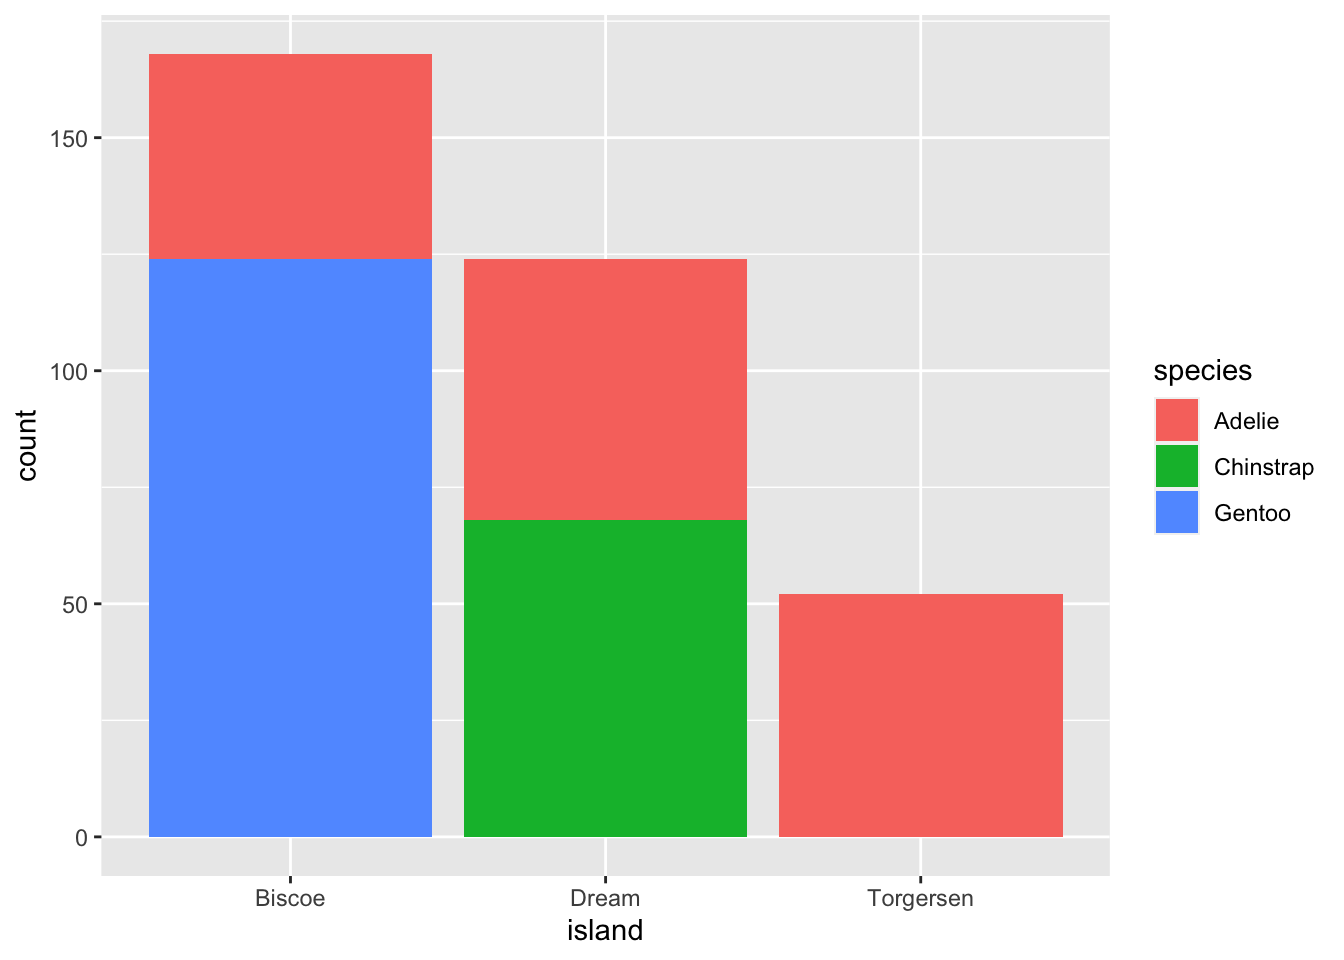 150
100
50
0
count
Biscoe
Dream
Torgersen
island
species
Adelie
Chinstrap
Gentoo